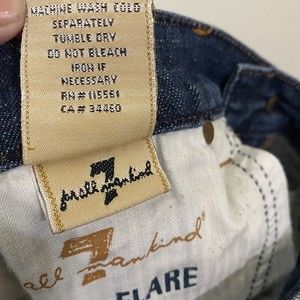 MACHINE WASH COLD
SEPARATELY
TUMBLE DRY
DO NOT BLEACH
IRON IF
NECESSARY
RN# 115561
CA# 34460
7
for all mankind
7
all mankind®
FLARE